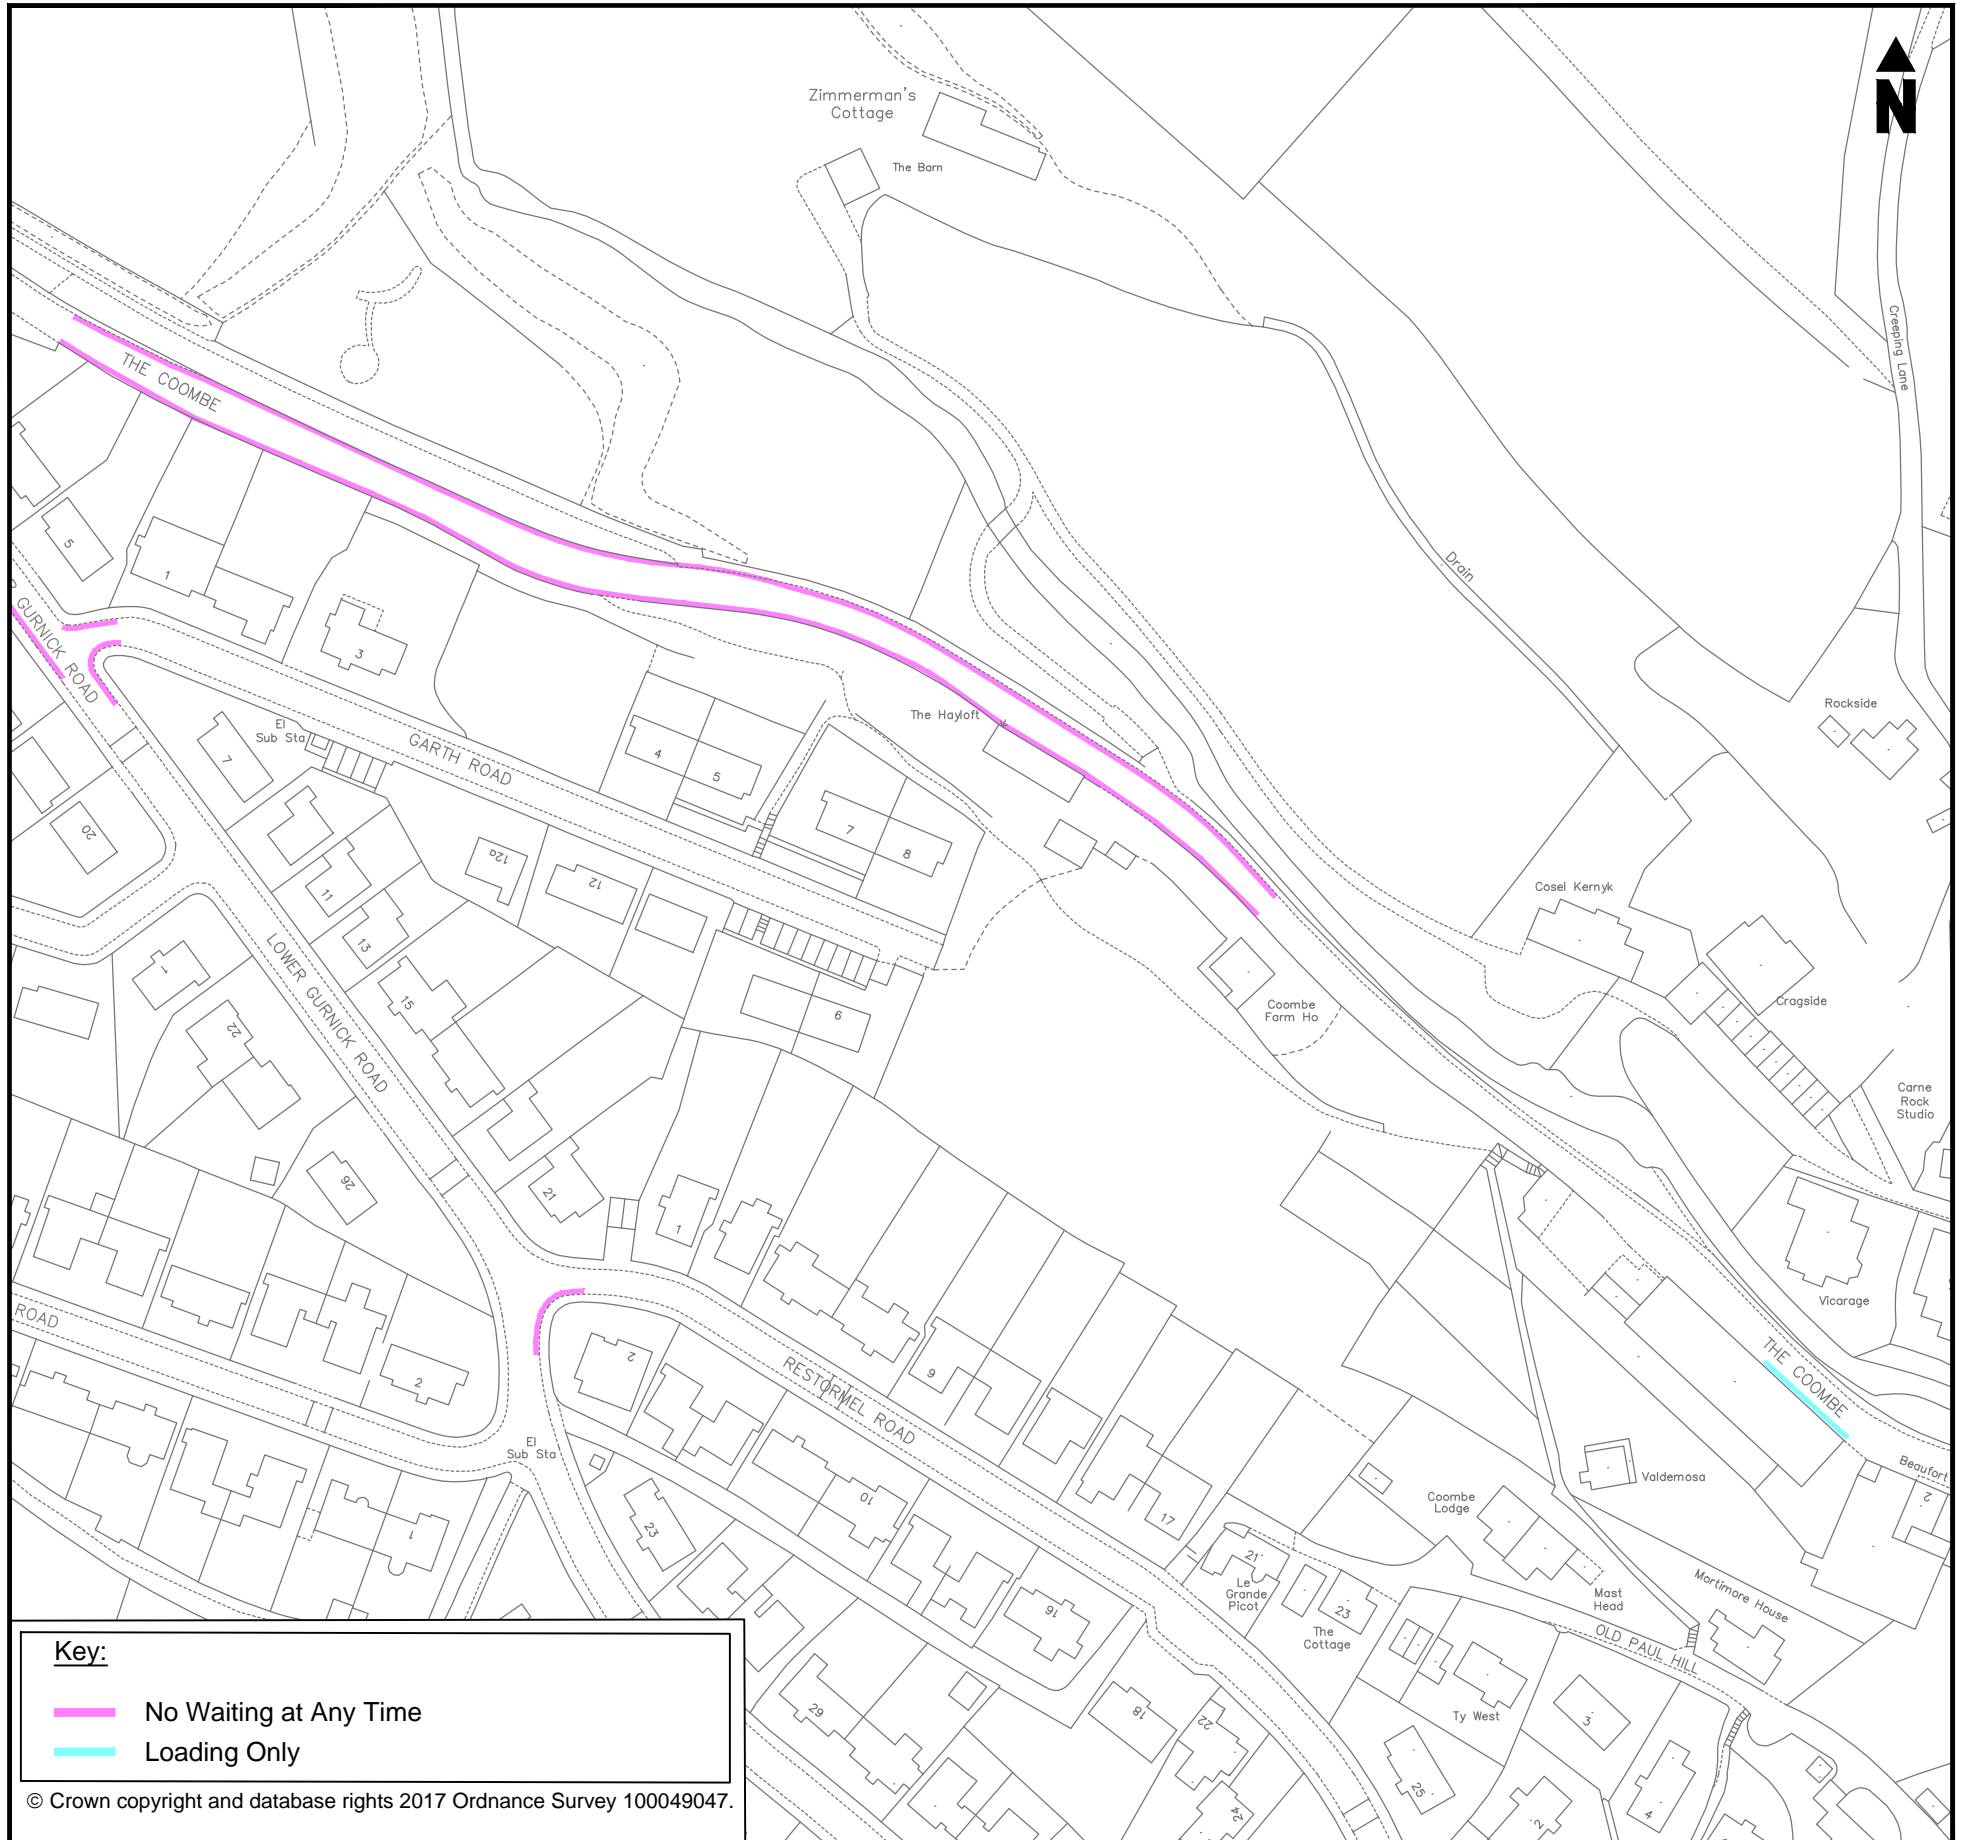 N
Zimmerman's
Cottage
The Barn
Creeping Lane
THE COOMBE
5
1
3
GURNICK ROAD
Drain
Rockside
The Hayloft
El
Sub Sta
7
GARTH ROAD
4
5
7
8
20
12a
12
11
13
Cosel Kernyk
LOWER GURNICK ROAD
1
15
22
9
Coombe
Farm Ho
Cragside
Carne
Rock
Studio
26
21
1
Vicarage
ROAD
2
2
RESTORMEL ROAD
9
THE COOMBE
El
Sub Sta
Beaufort
2
Valdemosa
Coombe
Lodge
1
23
10
17
21
Le
Grande
Picot
23
The
Cottage
Mast
Head
Mortimore House
16
OLD PAUL HILL
29
18
22
Ty West
3
25
24
2
4
Key:
No Waiting at Any Time
Loading Only
© Crown copyright and database rights 2017 Ordnance Survey 100049047.